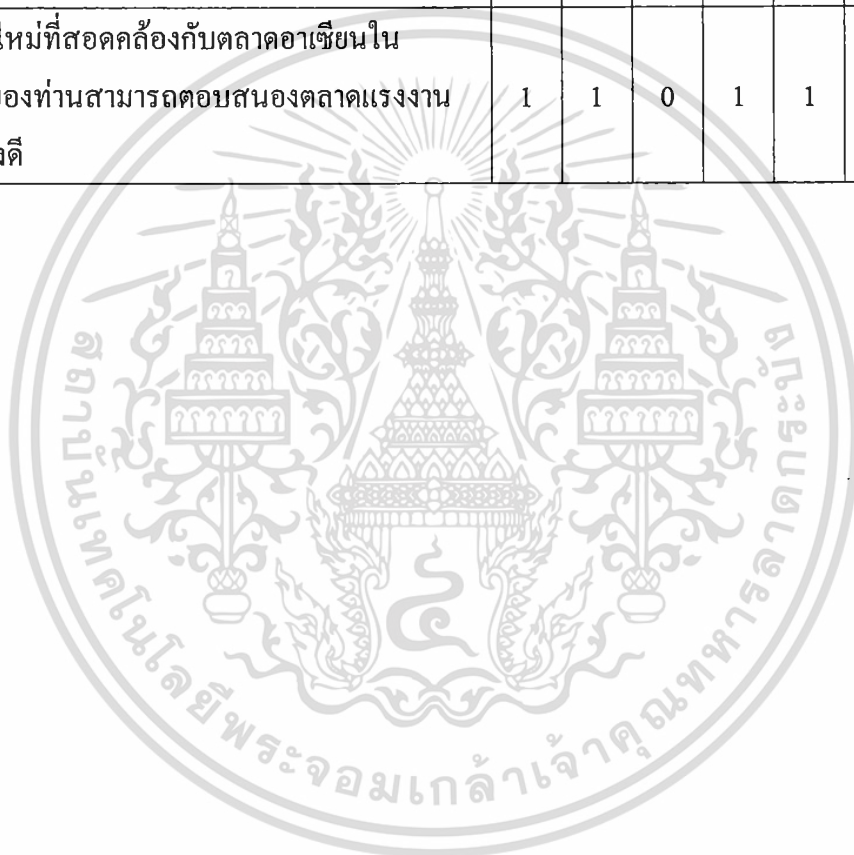 ใหม่ที่สอดคล้องกับตลาดอาเซียนใน
ของท่านสามารถตอบสนองตลาดแรงงาน 1 1 0 1 1
งดี
สถาบันเทคโนโลยีพระจอมเกล้าเจ้าคุณทหารลาดกระบัง
๔